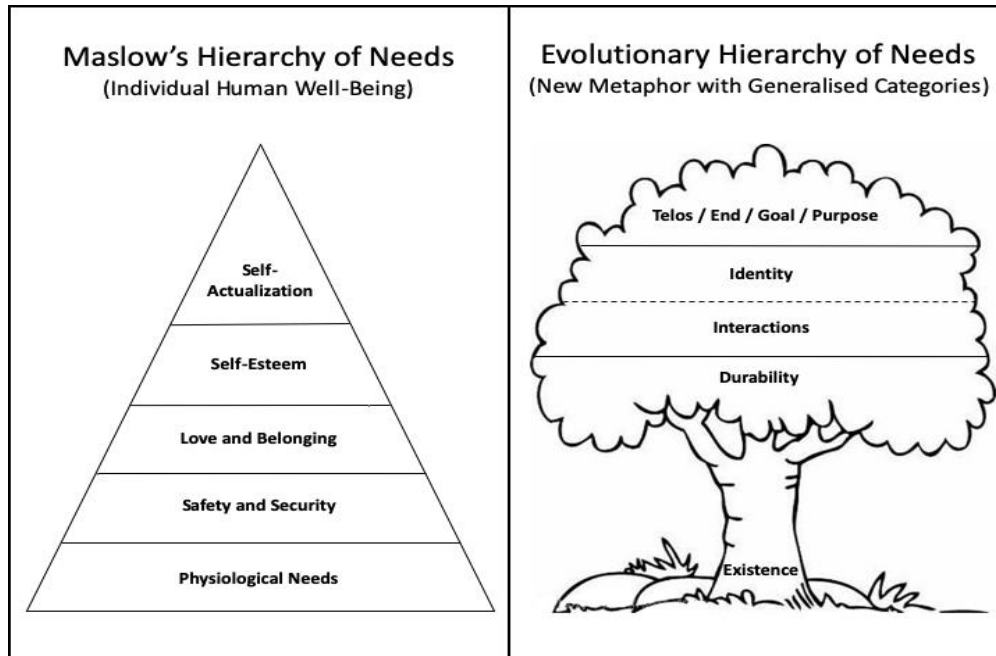 Maslow's Hierarchy of Needs
(Individual Human Well-Being)
Self-
Actualization
Self-Esteem
Love and Belonging
Safety and Security
Physiological Needs
Evolutionary Hierarchy of Needs
(New Metaphor with Generalised Categories)
Telos / End / Goal / Purpose
Identity
Interactions
Durability
Existence